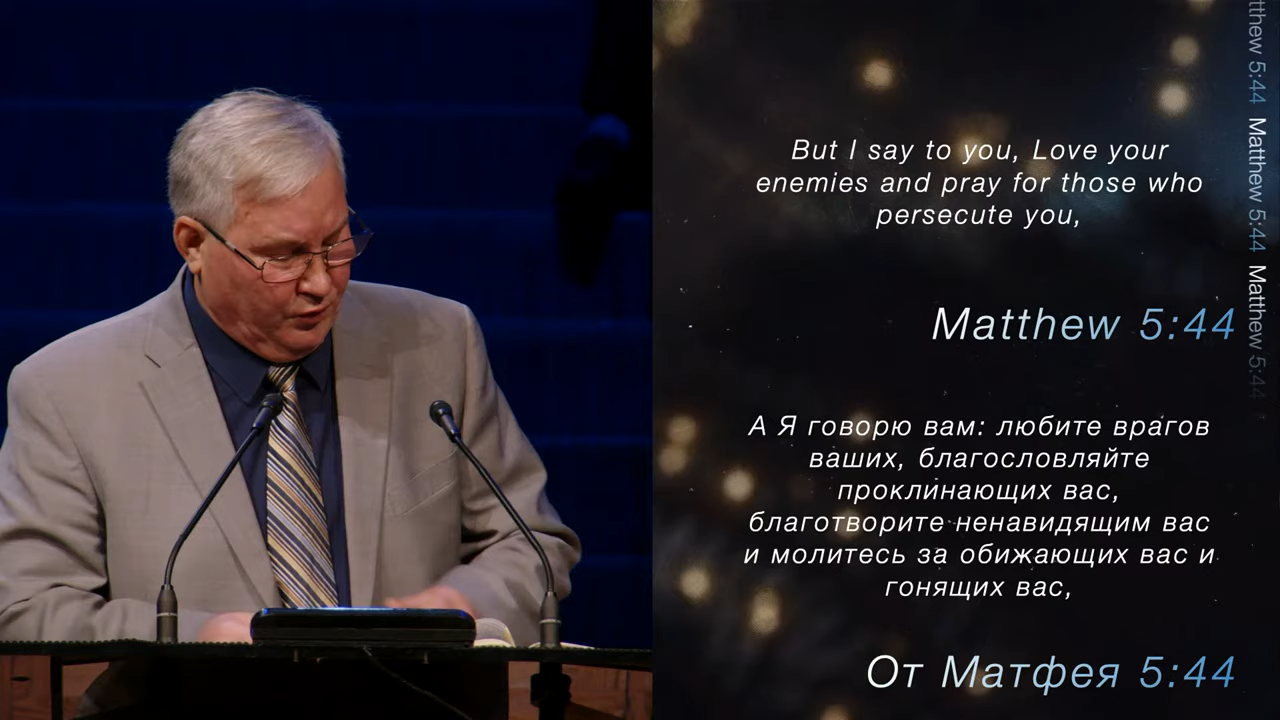 But I say to you, Love your
enemies and pray for those who
persecute you,
Matthew 5:44
А Я говорю вам: любите врагов
ваших, благословляйте
проклинающих вас,
благотворите ненавидящим вас
и молитесь за обижающих вас и
гонящих вас,
От Матфея 5:44
tthew 5:44 Matthew 5:44 Matthew 5:44